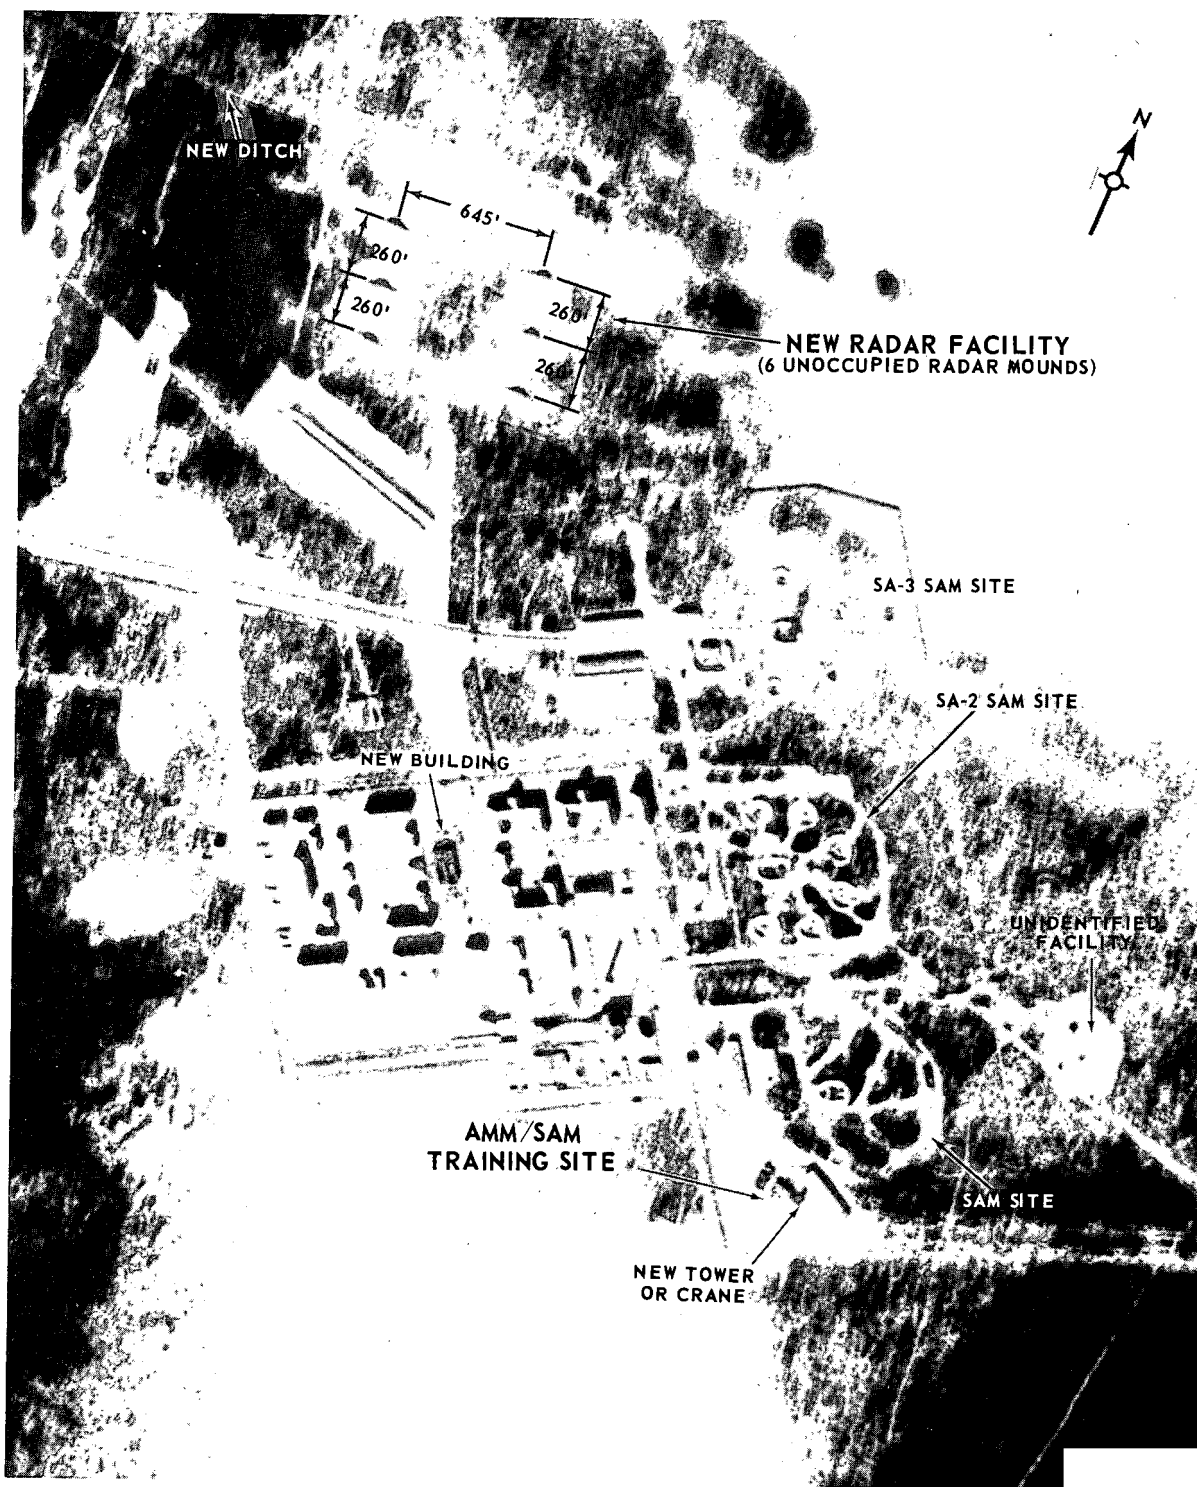 N
NEW DITCH
645'
260'
260'
260'
260'
NEW RADAR FACILITY
(6 UNOCCUPIED RADAR MOUNDS)
SA-3 SAM SITE
SA-2 SAM SITE
NEW BUILDING
UNIDENTIFIED
FACILITY
AMM/SAM
TRAINING SITE
SAM SITE
NEW TOWER
OR CRANE